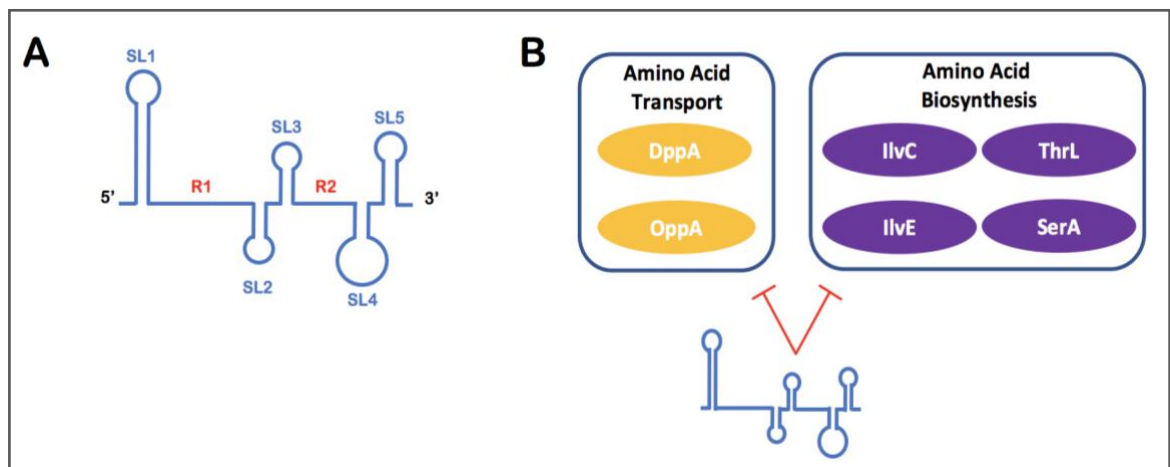 A
SL1
SL3
SL5
5’
R1
R2
3’
SL2
SL4
B
Amino Acid
Transport
DppA
OppA
Amino Acid
Biosynthesis
IlvC
ThrL
IlvE
SerA